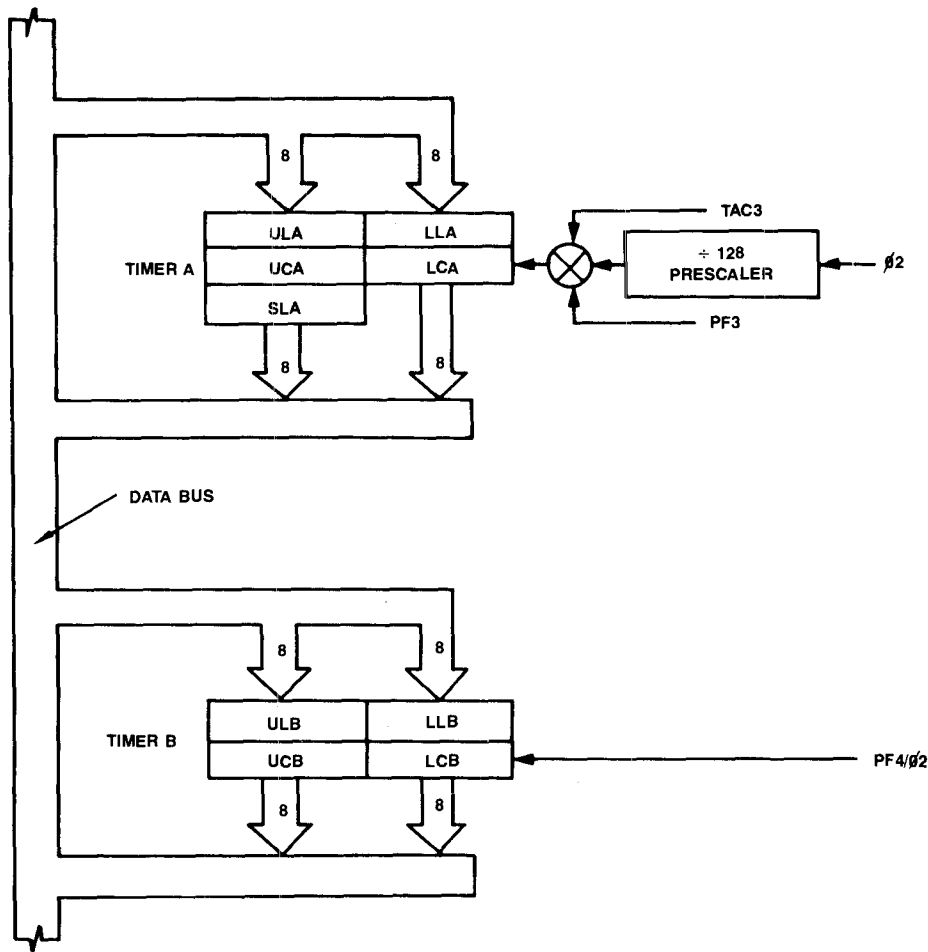 8 8
TAC3
ULA LLA
TIMER A UCA LCA
÷ 128
PRESCALER
ø2
SLA
PF3
8 8
DATA BUS
8 8
ULB LLB
TIMER B
UCB LCB
PF4/ø2
8 8